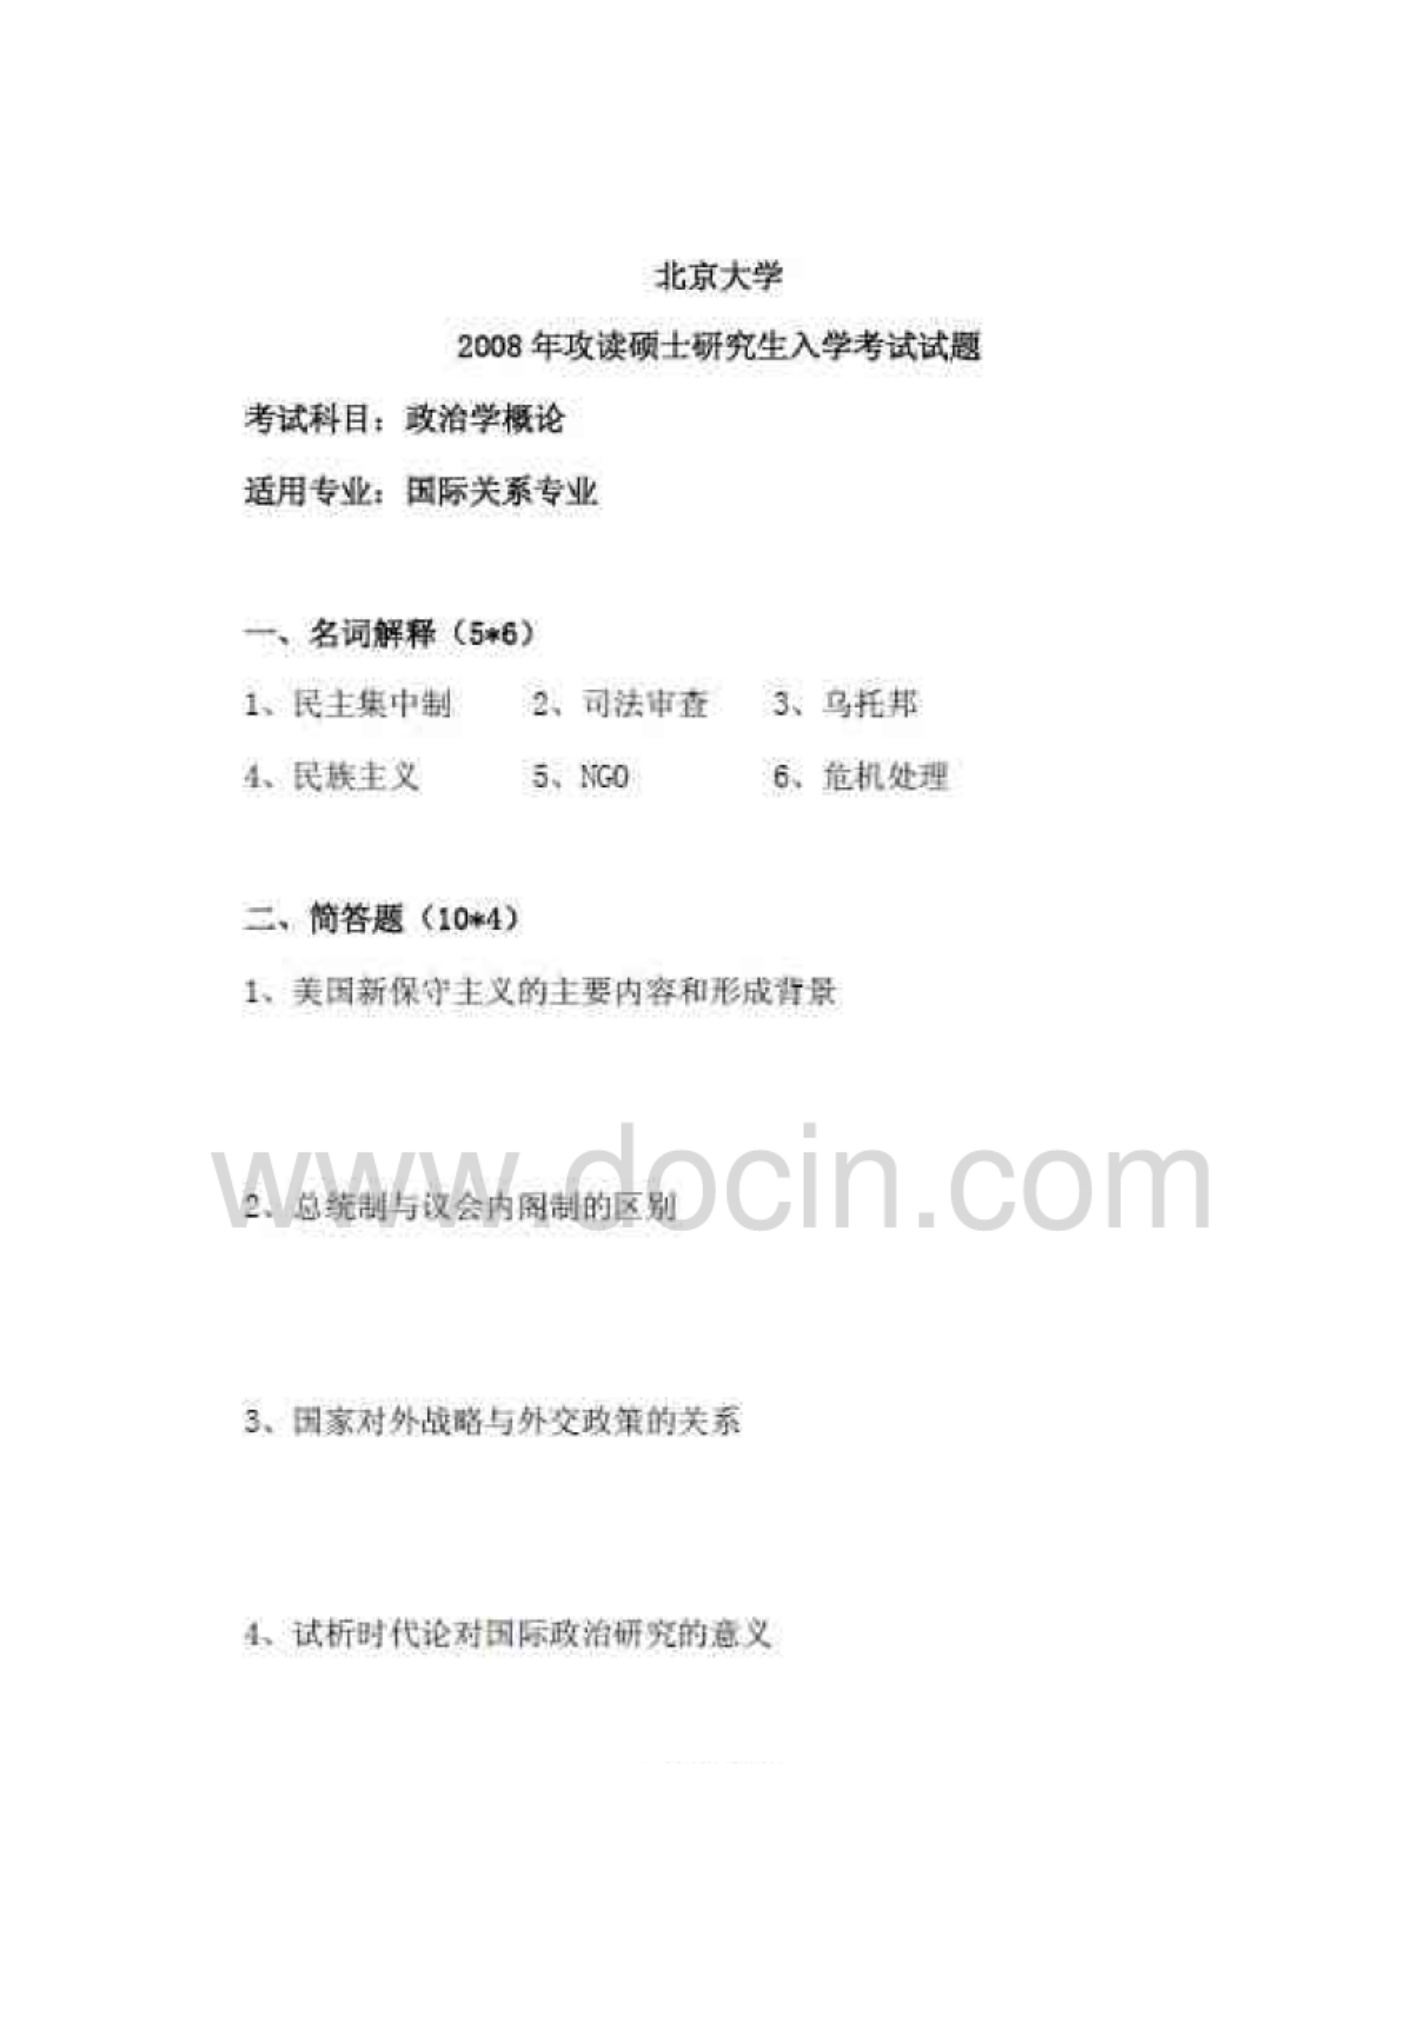 北京大学
2008 年攻读硕士研究生入学考试试题
考试科目：政治学概论
适用专业：国际关系专业
一、名词解释（5*6）
1、民主集中制 2、司法审查 3、乌托邦
4、民族主义 5、NGO 6、危机处理
二、简答题（10*4）
1、美国新保守主义的主要内容和形成背景
www.docin.com
2、总统制与议会内阁制的区别
3、国家对外战略与外交政策的关系
4、试析时代论对国际政治研究的意义